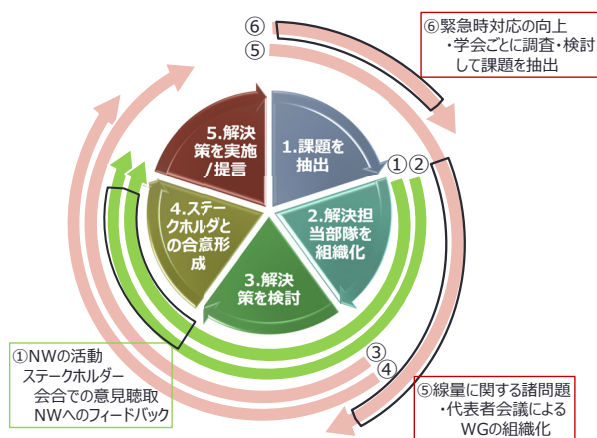 ⑥
⑤
⑥緊急時対応の向上
・学会ごとに調査・検討
して課題を抽出
5.解決
策を実施
/提言
1.課題を
抽出
① ②
4.ステー
クホルダと
の合意形
成
2.解決担
当部隊を
組織化
3.解決
策を検討
①NWの活動
ステークホルダー
会合での意見聴取
NWへのフィードバック
③
④
⑤線量に関する諸問題
・代表者会議による
WGの組織化